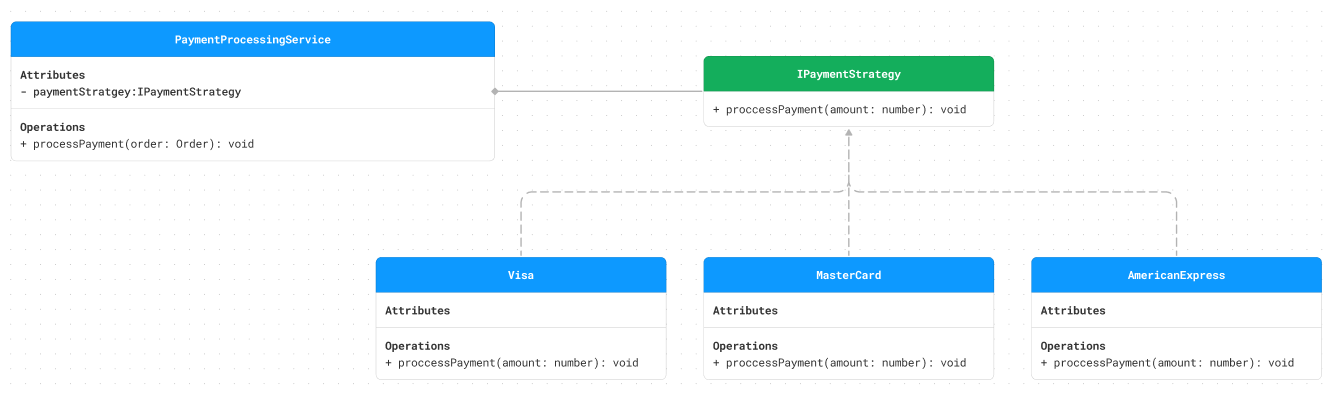 PaymentProcessingService
Attributes
- paymentStratgey:IPaymentStrategy
Operations
+ processPayment(order: Order): void
IPaymentStrategy
+ proccessPayment(amount: number): void
Visa
Attributes
Operations
+ proccessPayment(amount: number): void
MasterCard
Attributes
Operations
+ proccessPayment(amount: number): void
AmericanExpress
Attributes
Operations
+ proccessPayment(amount: number): void